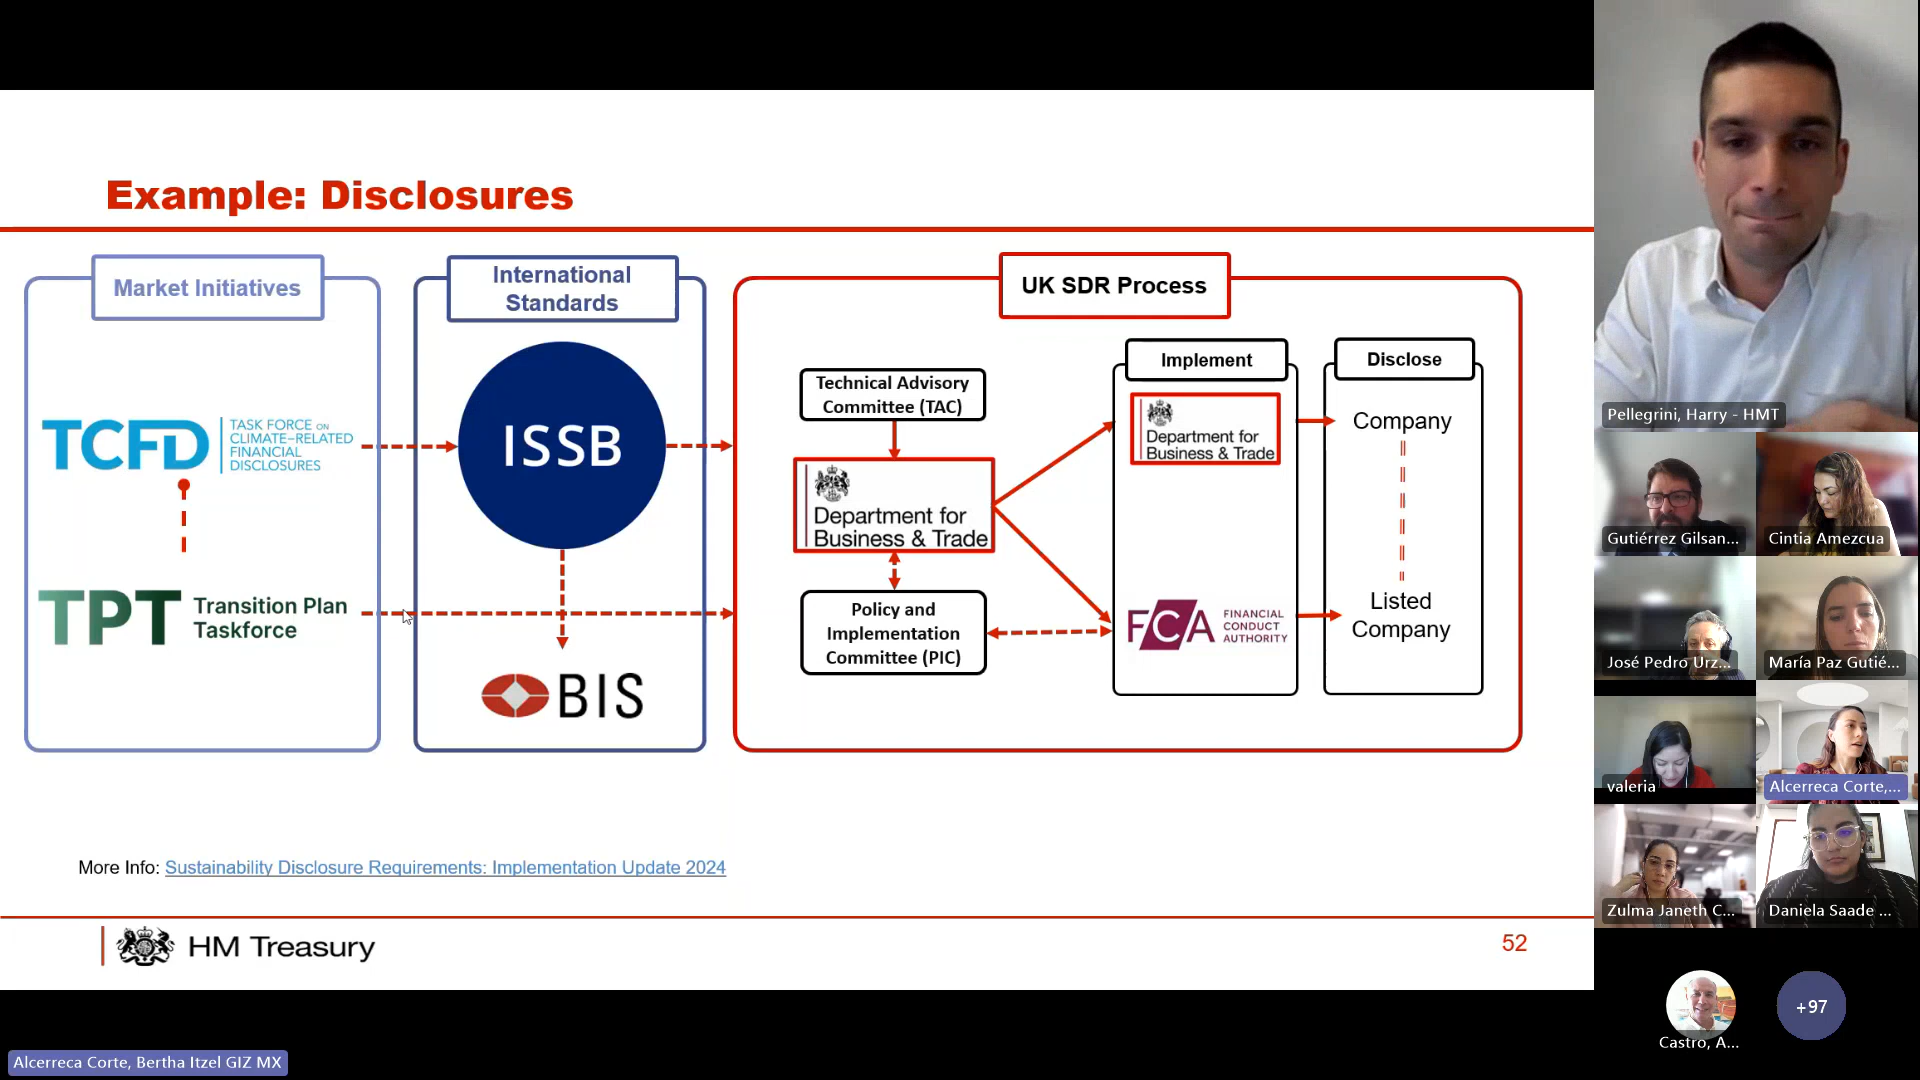 Example: Disclosures
Market Initiatives
TCFD
TASK FORCE ON
CLIMATE-RELATED
FINANCIAL
DISCLOSURES
TPT
Transition Plan
Taskforce
International
Standards
ISSB
BIS
UK SDR Process
Technical Advisory
Committee (TAC)
Department for
Business & Trade
Policy and
Implementation
Committee (PIC)
Implement
Department for
Business & Trade
FCA
FINANCIAL
CONDUCT
AUTHORITY
Disclose
Company
Listed
Company
More Info: Sustainability Disclosure Requirements: Implementation Update 2024
HM Treasury
52
Pellegrini, Harry - HMT
Gutiérrez Gilsan...
Cintia Amezcua
José Pedro Urz...
María Paz Gutié...
valeria
Alcerreca Corte,...
Zulma Janeth C...
Daniela Saade ...
Castro, A...
+97
Alcerreca Corte, Bertha Itzel GIZ MX